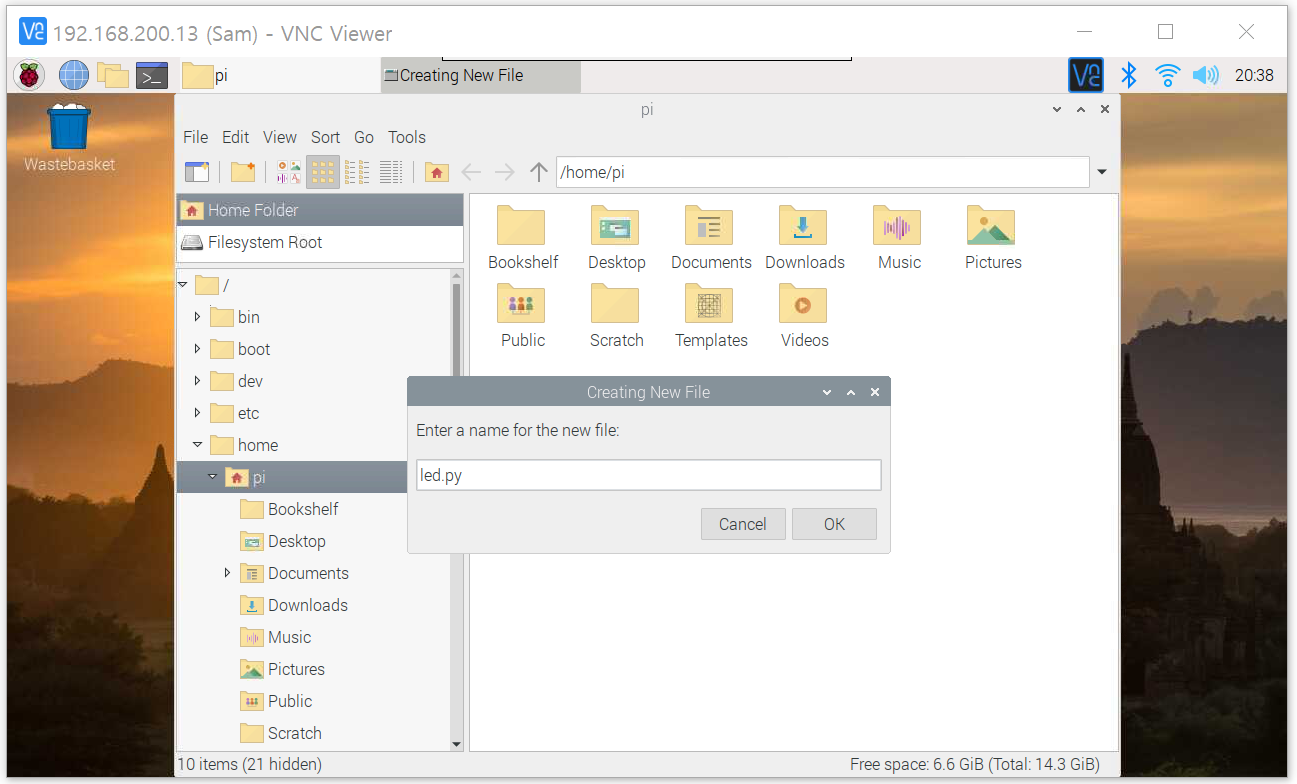 192.168.200.13 (Sam) - VNC Viewer
pi
Creating New File
20:38
Wastebasket
pi
File Edit View Sort Go Tools
/home/pi
Home Folder
Filesystem Root
/
bin
boot
dev
etc
home
pi
Bookshelf
Desktop
Documents
Downloads
Music
Pictures
Public
Scratch
Bookshelf Desktop Documents Downloads Music Pictures
Public Scratch Templates Videos
Creating New File
Enter a name for the new file:
led.py
Cancel OK
10 items (21 hidden)
Free space: 6.6 GiB (Total: 14.3 GiB)